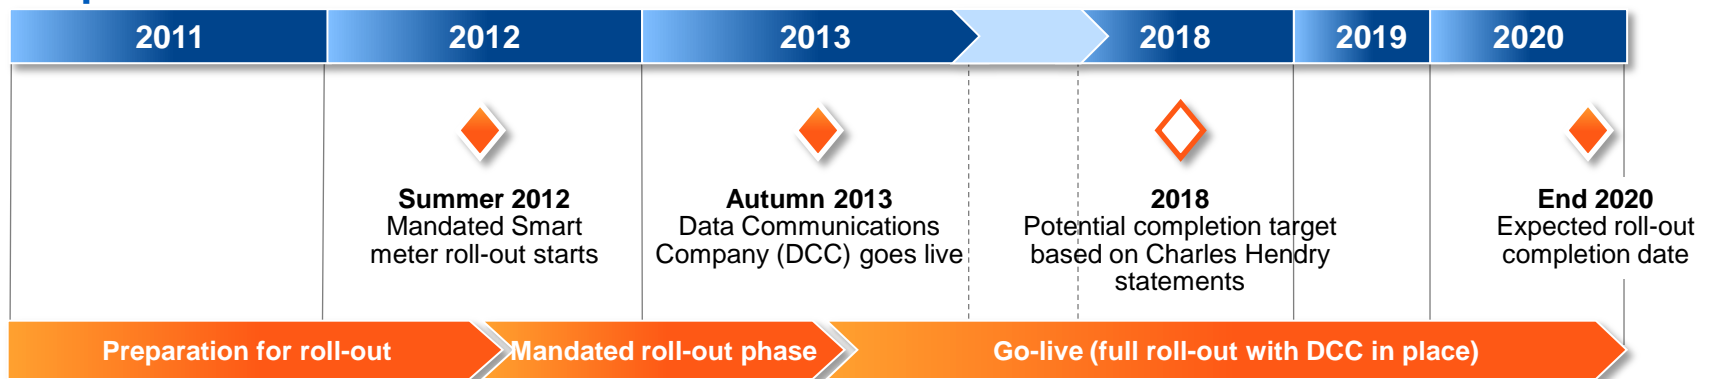 2011 2012 2013 2018 2019 2020
Summer 2012
Mandated Smart
meter roll-out starts
Autumn 2013
Data Communications
Company (DCC) goes live
2018
Potential completion target
based on Charles Hendry
statements
End 2020
Expected roll-out
completion date
Preparation for roll-out
Mandated roll-out phase
Go-live (full roll-out with DCC in place)